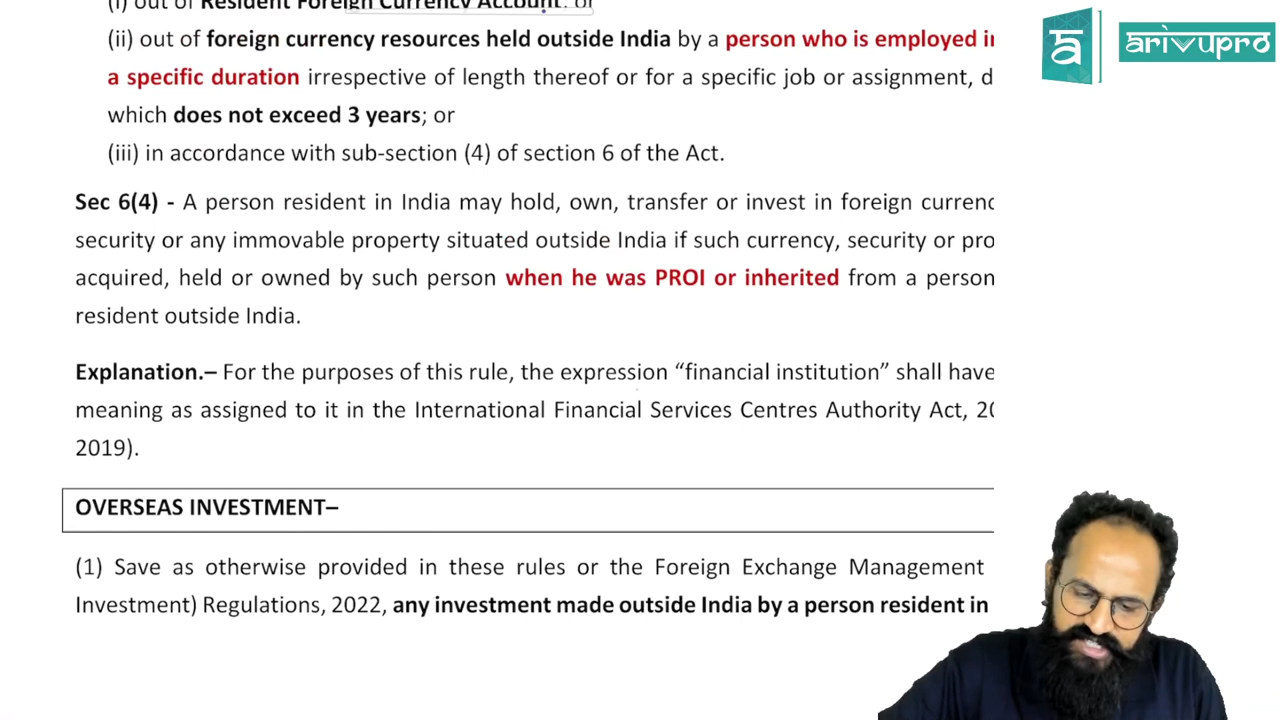 (i) out of Resident Foreign Currency Account; or
(ii) out of foreign currency resources held outside India by a person who is employed in
a specific duration irrespective of length thereof or for a specific job or assignment, d
which does not exceed 3 years; or
(iii) in accordance with sub-section (4) of section 6 of the Act.
Sec 6(4) - A person resident in India may hold, own, transfer or invest in foreign currenc
security or any immovable property situated outside India if such currency, security or pro
acquired, held or owned by such person when he was PROI or inherited from a person
resident outside India.
Explanation.– For the purposes of this rule, the expression “financial institution” shall have
meaning as assigned to it in the International Financial Services Centres Authority Act, 20
2019).
OVERSEAS INVESTMENT–
(1) Save as otherwise provided in these rules or the Foreign Exchange Management
Investment) Regulations, 2022, any investment made outside India by a person resident in
arivupro